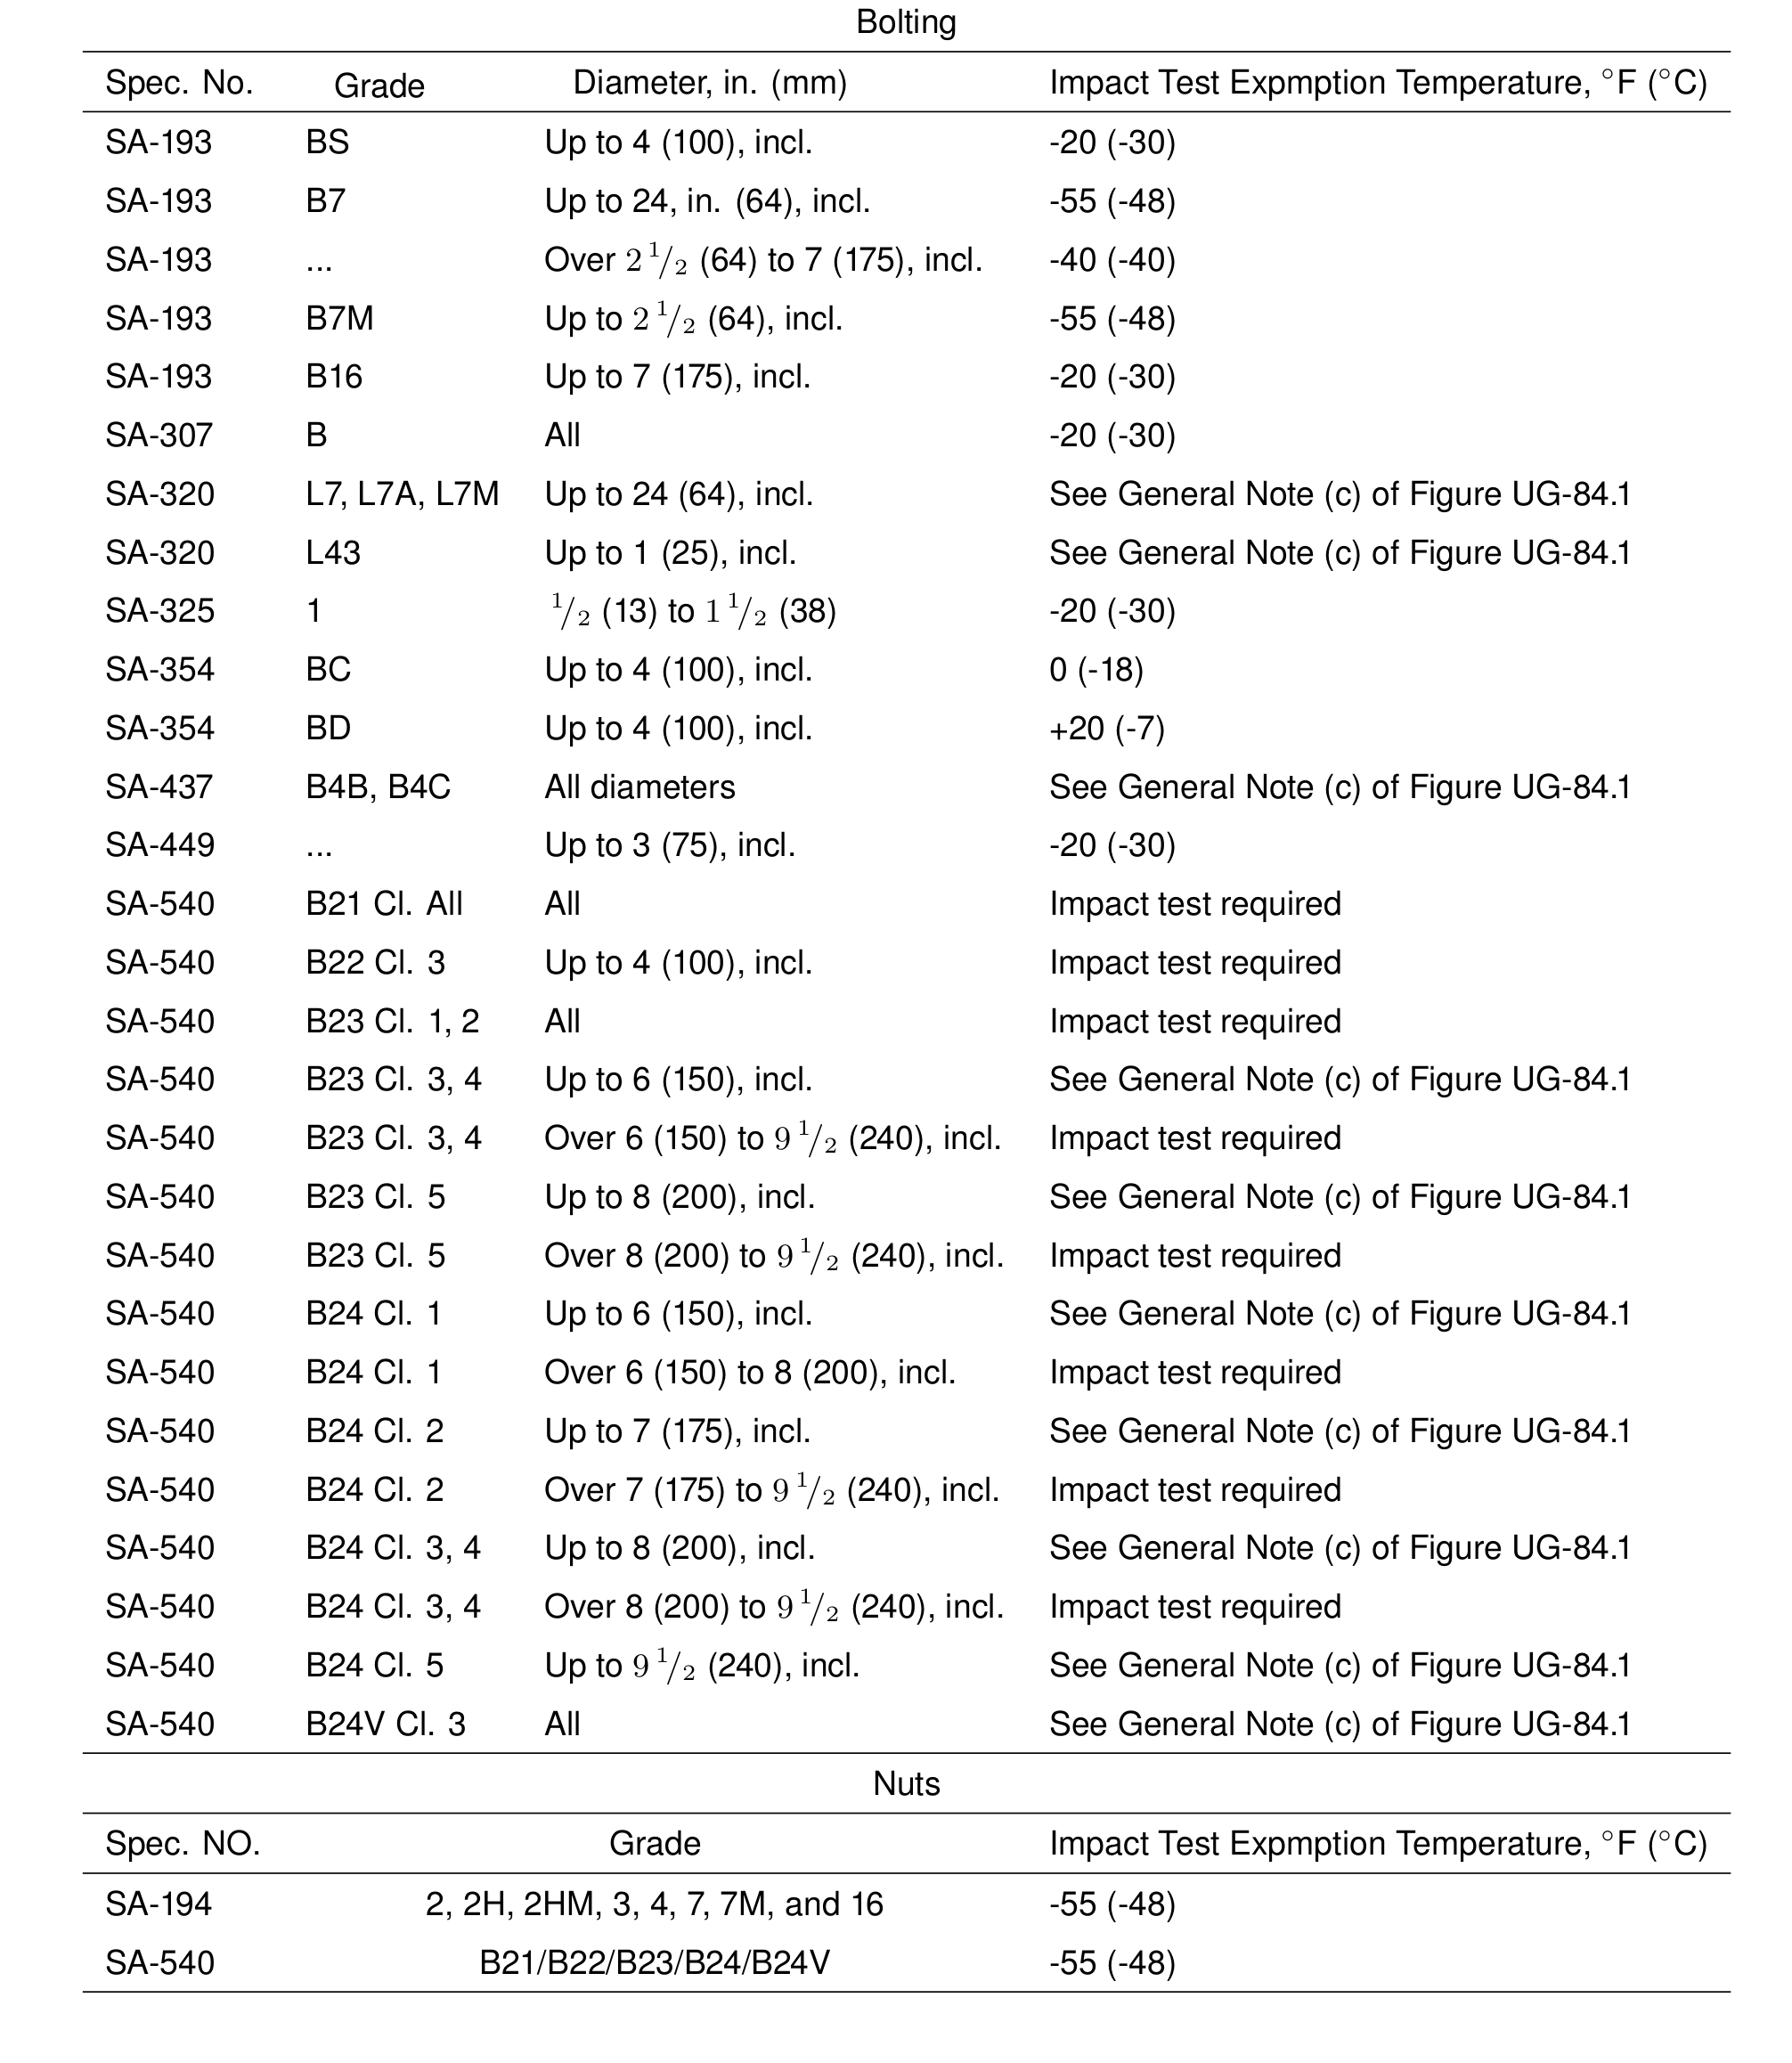 Bolting
Spec. No. Grade Diameter, in. (mm) Impact Test Expmption Temperature, °F (°C)
SA-193 BS Up to 4 (100), incl. -20 (-30)
SA-193 B7 Up to 24, in. (64), incl. -55 (-48)
SA-193 ... Over 2 1/2 (64) to 7 (175), incl. -40 (-40)
SA-193 B7M Up to 2 1/2 (64), incl. -55 (-48)
SA-193 B16 Up to 7 (175), incl. -20 (-30)
SA-307 B All -20 (-30)
SA-320 L7, L7A, L7M Up to 24 (64), incl. See General Note (c) of Figure UG-84.1
SA-320 L43 Up to 1 (25), incl. See General Note (c) of Figure UG-84.1
SA-325 1 1/2 (13) to 1 1/2 (38) -20 (-30)
SA-354 BC Up to 4 (100), incl. 0 (-18)
SA-354 BD Up to 4 (100), incl. +20 (-7)
SA-437 B4B, B4C All diameters See General Note (c) of Figure UG-84.1
SA-449 ... Up to 3 (75), incl. -20 (-30)
SA-540 B21 Cl. All All Impact test required
SA-540 B22 Cl. 3 Up to 4 (100), incl. Impact test required
SA-540 B23 Cl. 1, 2 All Impact test required
SA-540 B23 Cl. 3, 4 Up to 6 (150), incl. See General Note (c) of Figure UG-84.1
SA-540 B23 Cl. 3, 4 Over 6 (150) to 9 1/2 (240), incl. Impact test required
SA-540 B23 Cl. 5 Up to 8 (200), incl. See General Note (c) of Figure UG-84.1
SA-540 B23 Cl. 5 Over 8 (200) to 9 1/2 (240), incl. Impact test required
SA-540 B24 Cl. 1 Up to 6 (150), incl. See General Note (c) of Figure UG-84.1
SA-540 B24 Cl. 1 Over 6 (150) to 8 (200), incl. Impact test required
SA-540 B24 Cl. 2 Up to 7 (175), incl. See General Note (c) of Figure UG-84.1
SA-540 B24 Cl. 2 Over 7 (175) to 9 1/2 (240), incl. Impact test required
SA-540 B24 Cl. 3, 4 Up to 8 (200), incl. See General Note (c) of Figure UG-84.1
SA-540 B24 Cl. 3, 4 Over 8 (200) to 9 1/2 (240), incl. Impact test required
SA-540 B24 Cl. 5 Up to 9 1/2 (240), incl. See General Note (c) of Figure UG-84.1
SA-540 B24V Cl. 3 All See General Note (c) of Figure UG-84.1
Nuts
Spec. NO. Grade Impact Test Expmption Temperature, °F (°C)
SA-194 2, 2H, 2HM, 3, 4, 7, 7M, and 16 -55 (-48)
SA-540 B21/B22/B23/B24/B24V -55 (-48)